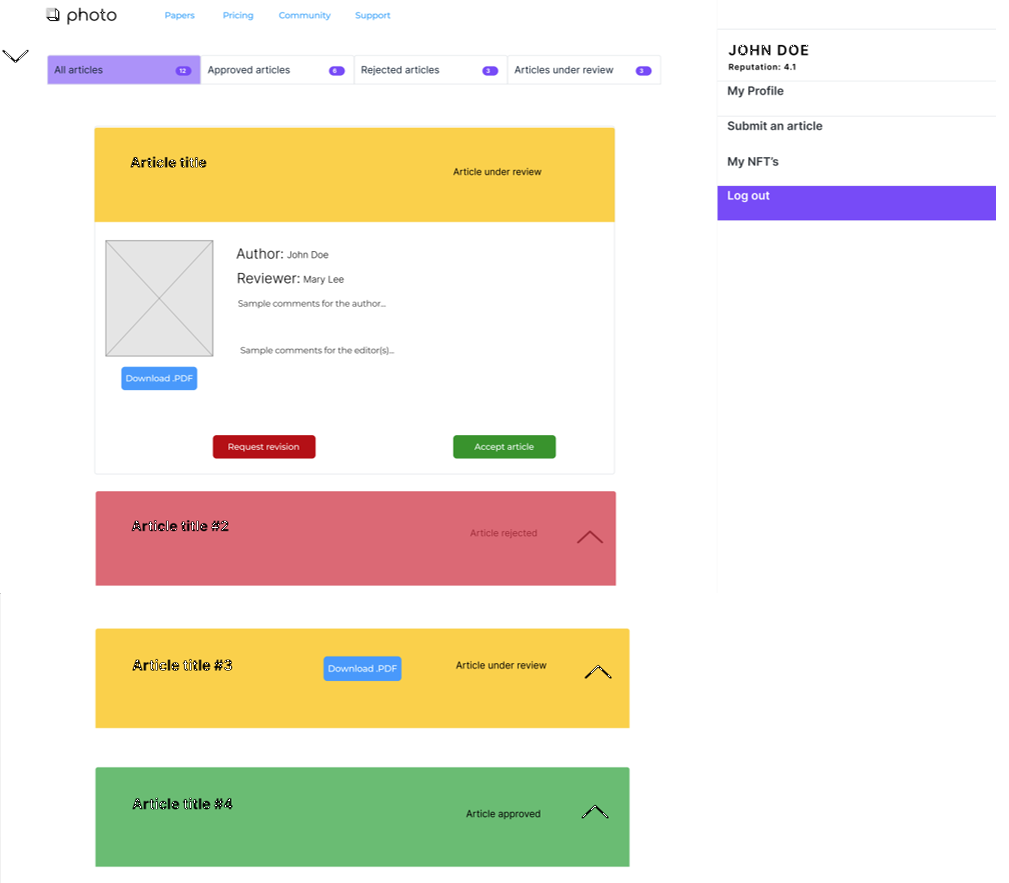 photo
Papers Pricing Community Support
All articles 12 Approved articles 6 Rejected articles 3 Articles under review 3
Article title
Article under review
Author: John Doe
Reviewer: Mary Lee
Sample comments for the author...
Sample comments for the editor(s)...
Download .PDF
Request revision Accept article
Article title #2
Article rejected
Article title #3
Download .PDF
Article under review
Article title #4
Article approved
JOHN DOE
Reputation: 4.1
My Profile
Submit an article
My NFT's
Log out